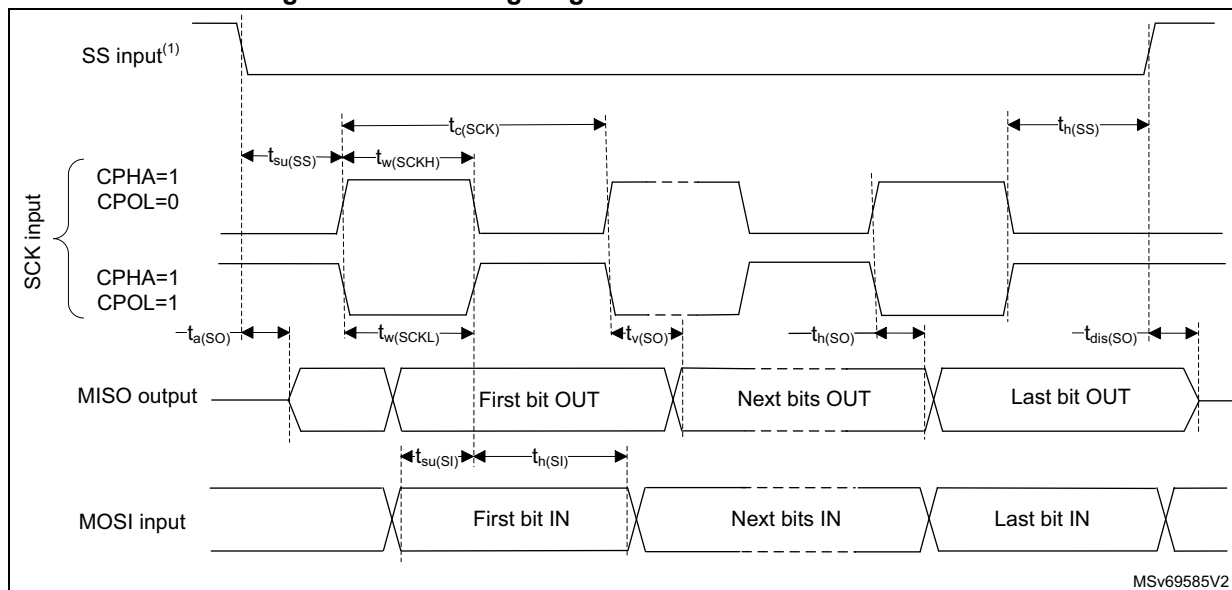 SS input(1)
tc(SCK)
th(SS)
tsu(SS)
tw(SCKH)
SCK input
CPHA=1
CPOL=0
CPHA=1
CPOL=1
ta(SO)
tw(SCKL)
tv(SO)
th(SO)
tdis(SO)
MISO output
First bit OUT
Next bits OUT
Last bit OUT
tsu(SI)
th(SI)
MOSI input
First bit IN
Next bits IN
Last bit IN
MSv69585V2